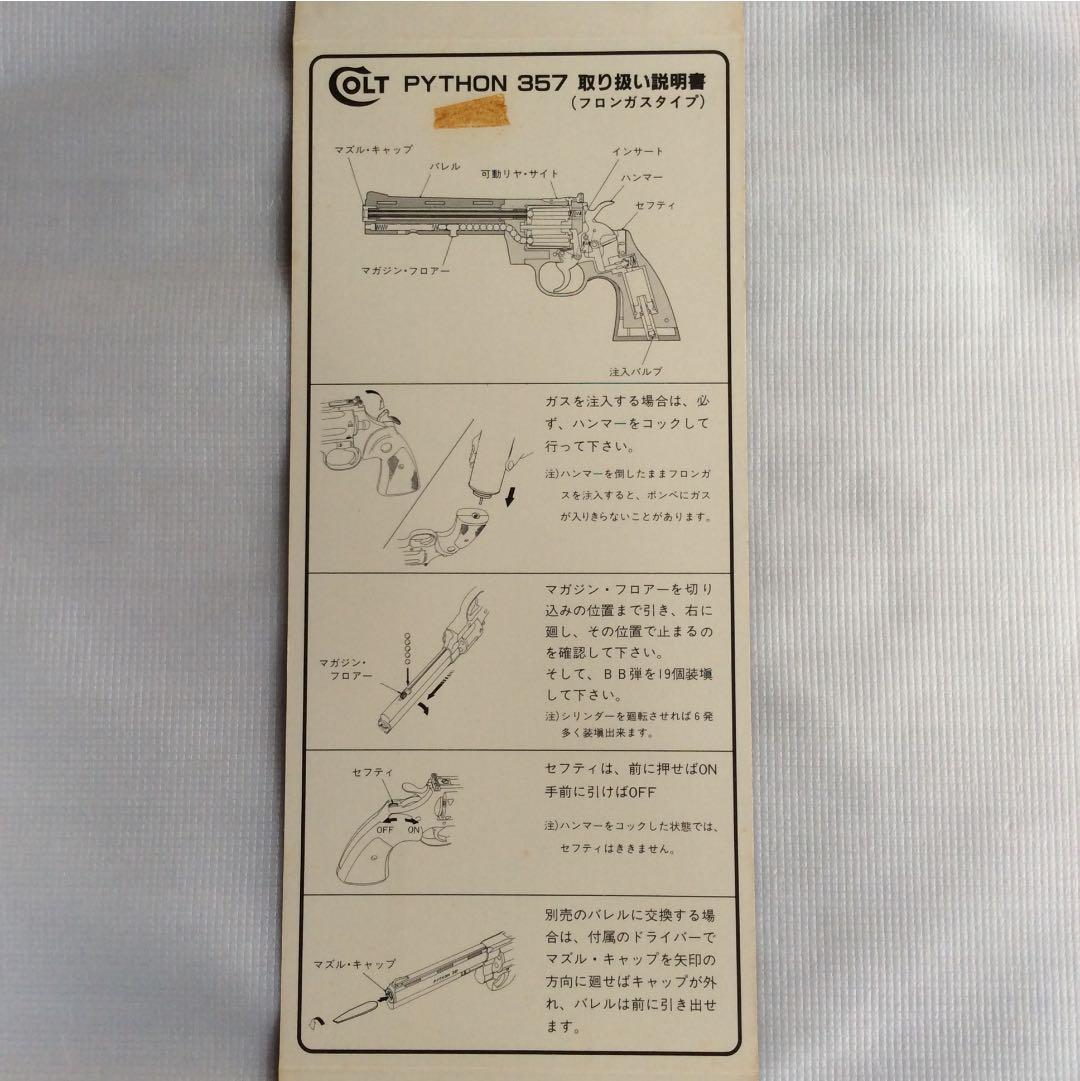 COLT PYTHON 357 取り扱い説明書
(フロンガスタイプ)
マズル・キャップ
バレル
可動リヤ・サイト
インサート
ハンマー
セフティ
マガジン・フロアー
注入バルブ
ガスを注入する場合は、必
ず、ハンマーをコックして
行って下さい。
注)ハンマーを倒したままフロンガ
スを注入すると、ボンベにガス
が入りきらないことがあります。
マガジン・フロアーを切り
込みの位置まで引き、右に
廻し、その位置で止まるの
を確認して下さい。
そして、BB弾を19個装塡
して下さい。
注)シリンダーを廻転させれば6発
多く装塡出来ます。
マガジン・
フロアー
セフティは、前に押せばON
手前に引けばOFF
注)ハンマーをコックした状態では、
セフティはききません。
セフティ
OFF ON
別売のバレルに交換する場
合は、付属のドライバーで
マズル・キャップを矢印の
方向に廻せばキャップが外
れ、バレルは前に引き出せ
ます。
マズル・キャップ
PYTHON 357